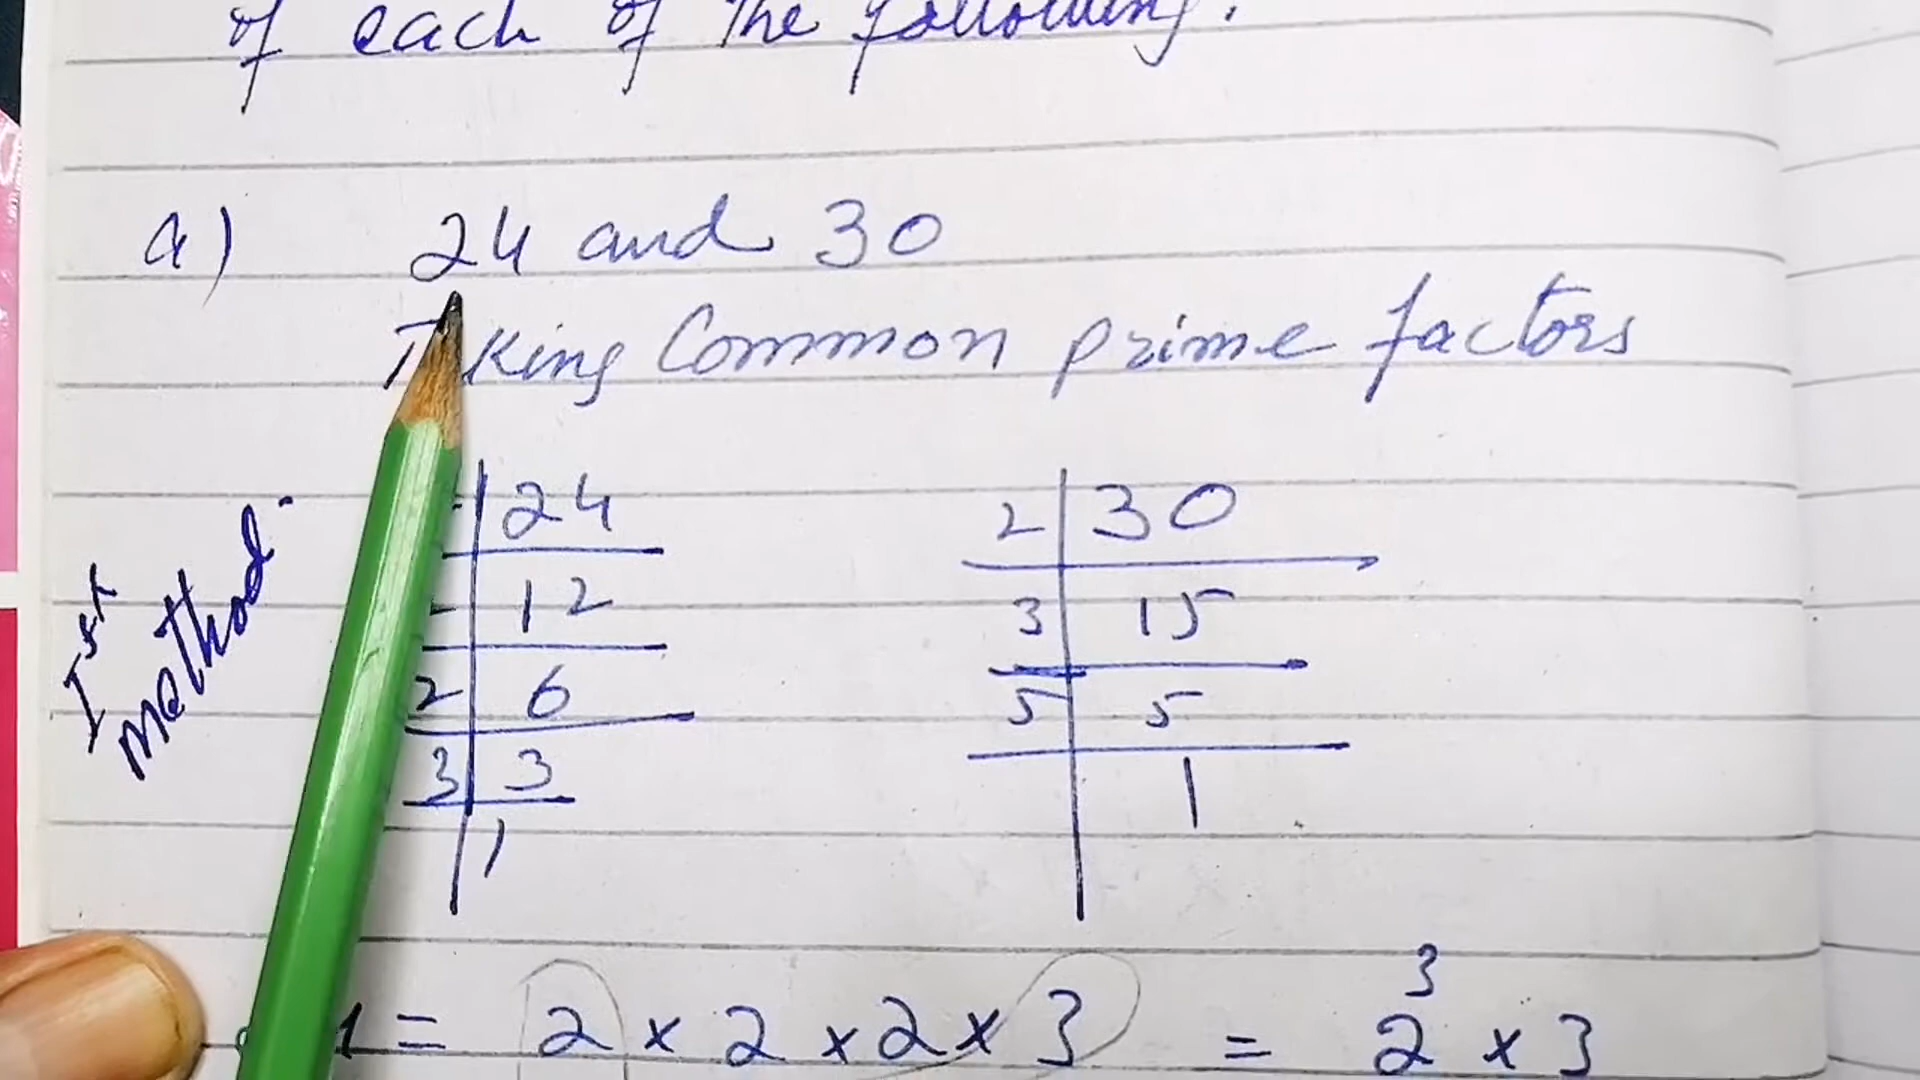 of each of the following.
a) 24 and 30
Taking Common prime factors
Ist Method.
24
12
2 6
3 3
1
2 30
3 15
5 5
1
= 2 x 2 x 2 x 3 = 2³ x 3